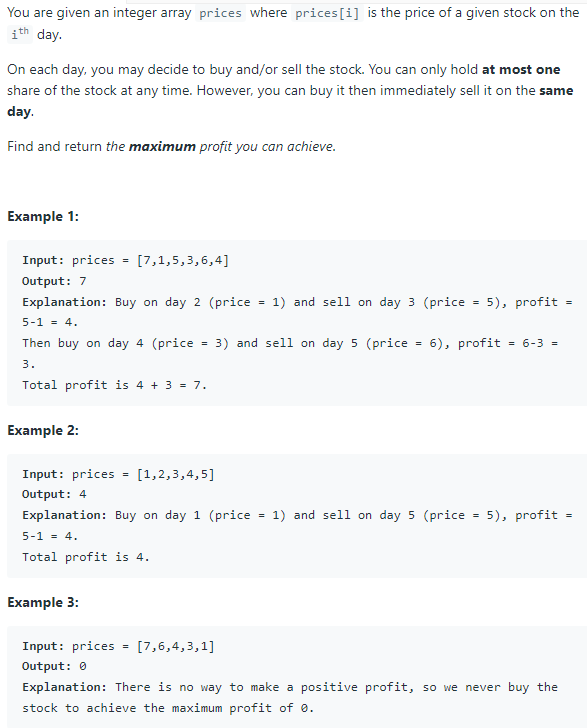 You are given an integer array prices where prices[i] is the price of a given stock on the
ith day.
On each day, you may decide to buy and/or sell the stock. You can only hold at most one
share of the stock at any time. However, you can buy it then immediately sell it on the same
day.
Find and return the maximum profit you can achieve.
Example 1:
Input: prices = [7,1,5,3,6,4]
Output: 7
Explanation: Buy on day 2 (price = 1) and sell on day 3 (price = 5), profit =
5-1 = 4.
Then buy on day 4 (price = 3) and sell on day 5 (price = 6), profit = 6-3 =
3.
Total profit is 4 + 3 = 7.
Example 2:
Input: prices = [1,2,3,4,5]
Output: 4
Explanation: Buy on day 1 (price = 1) and sell on day 5 (price = 5), profit =
5-1 = 4.
Total profit is 4.
Example 3:
Input: prices = [7,6,4,3,1]
Output: 0
Explanation: There is no way to make a positive profit, so we never buy the
stock to achieve the maximum profit of 0.